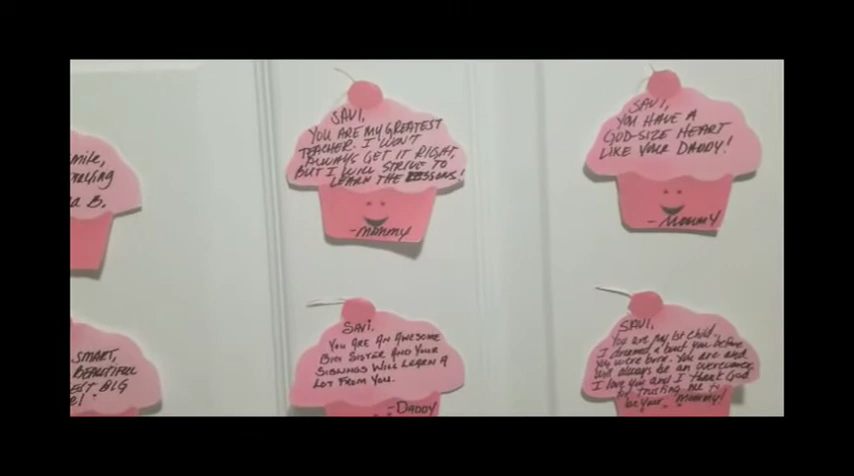 mile,
a B.
SAVI,
YOU ARE MY GREATEST
TEACHER. I WON'T
ALWAYS GET IT RIGHT,
BUT I WILL STRIVE TO
LEARN THE LESSONS!
-MOMMY
SAVI,
YOU HAVE A
GOD-SIZE HEART
LIKE YOUR DADDY!
-MOMMY
SMART,
BEAUTIFUL
BIG
e!
SAVI.
YOU ARE AN AWESOME
BIG SISTER AND YOUR
SIBLINGS WILL LEARN A
LOT FROM YOU.
-DADDY
SAVI,
You are my 1st child.
I dreamed about you before
you were born. You are and
will always be an overcomer.
I love you and I thank God
for trusting me to
be your Mommy!